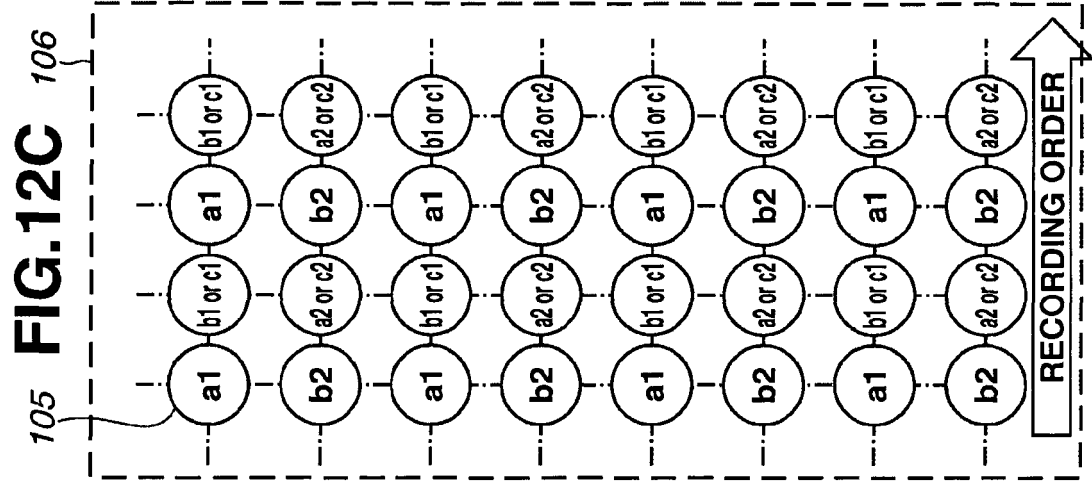 FIG.12C
105 106
a1 b1 or c1 a1 b1 or c1
b2 a2 or c2 b2 a2 or c2
a1 b1 or c1 a1 b1 or c1
b2 a2 or c2 b2 a2 or c2
a1 b1 or c1 a1 b1 or c1
b2 a2 or c2 b2 a2 or c2
a1 b1 or c1 a1 b1 or c1
b2 a2 or c2 b2 a2 or c2
RECORDING ORDER